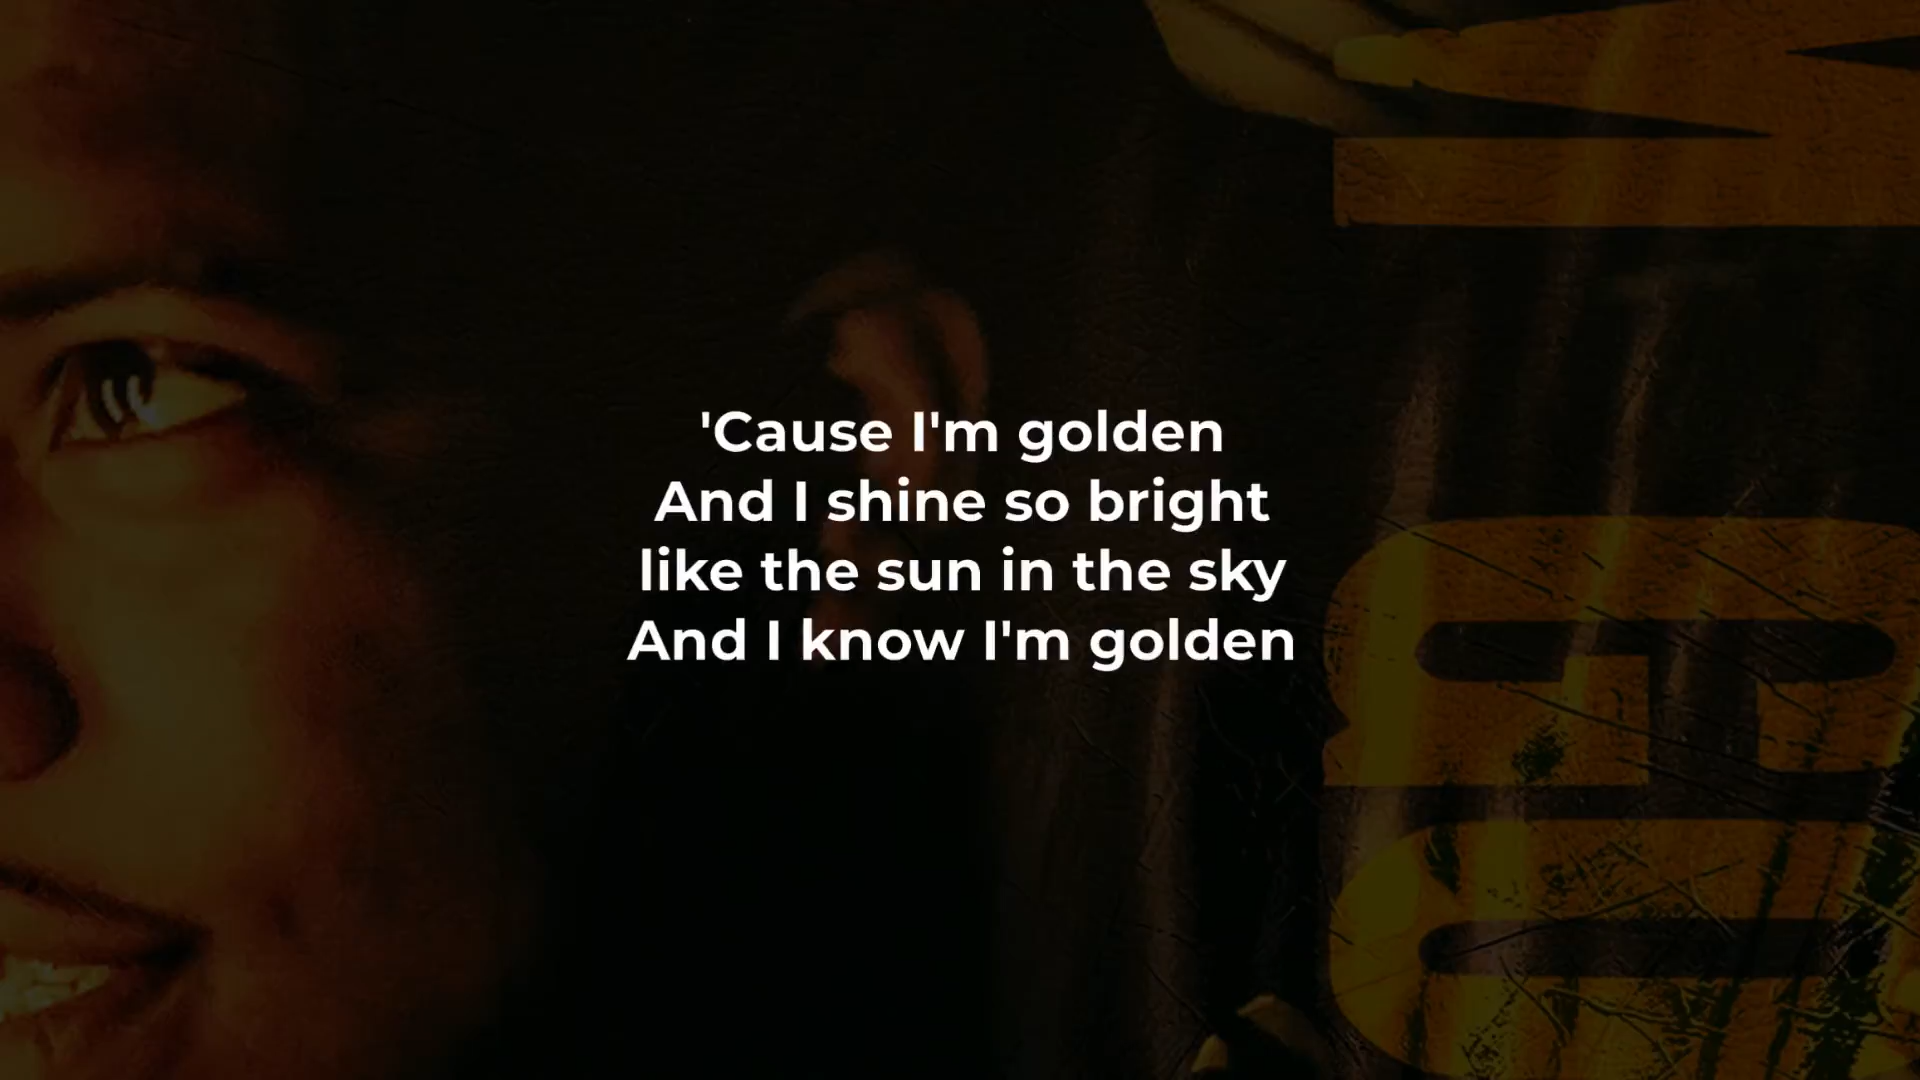 'Cause I'm golden
And I shine so bright
like the sun in the sky
And I know I'm golden